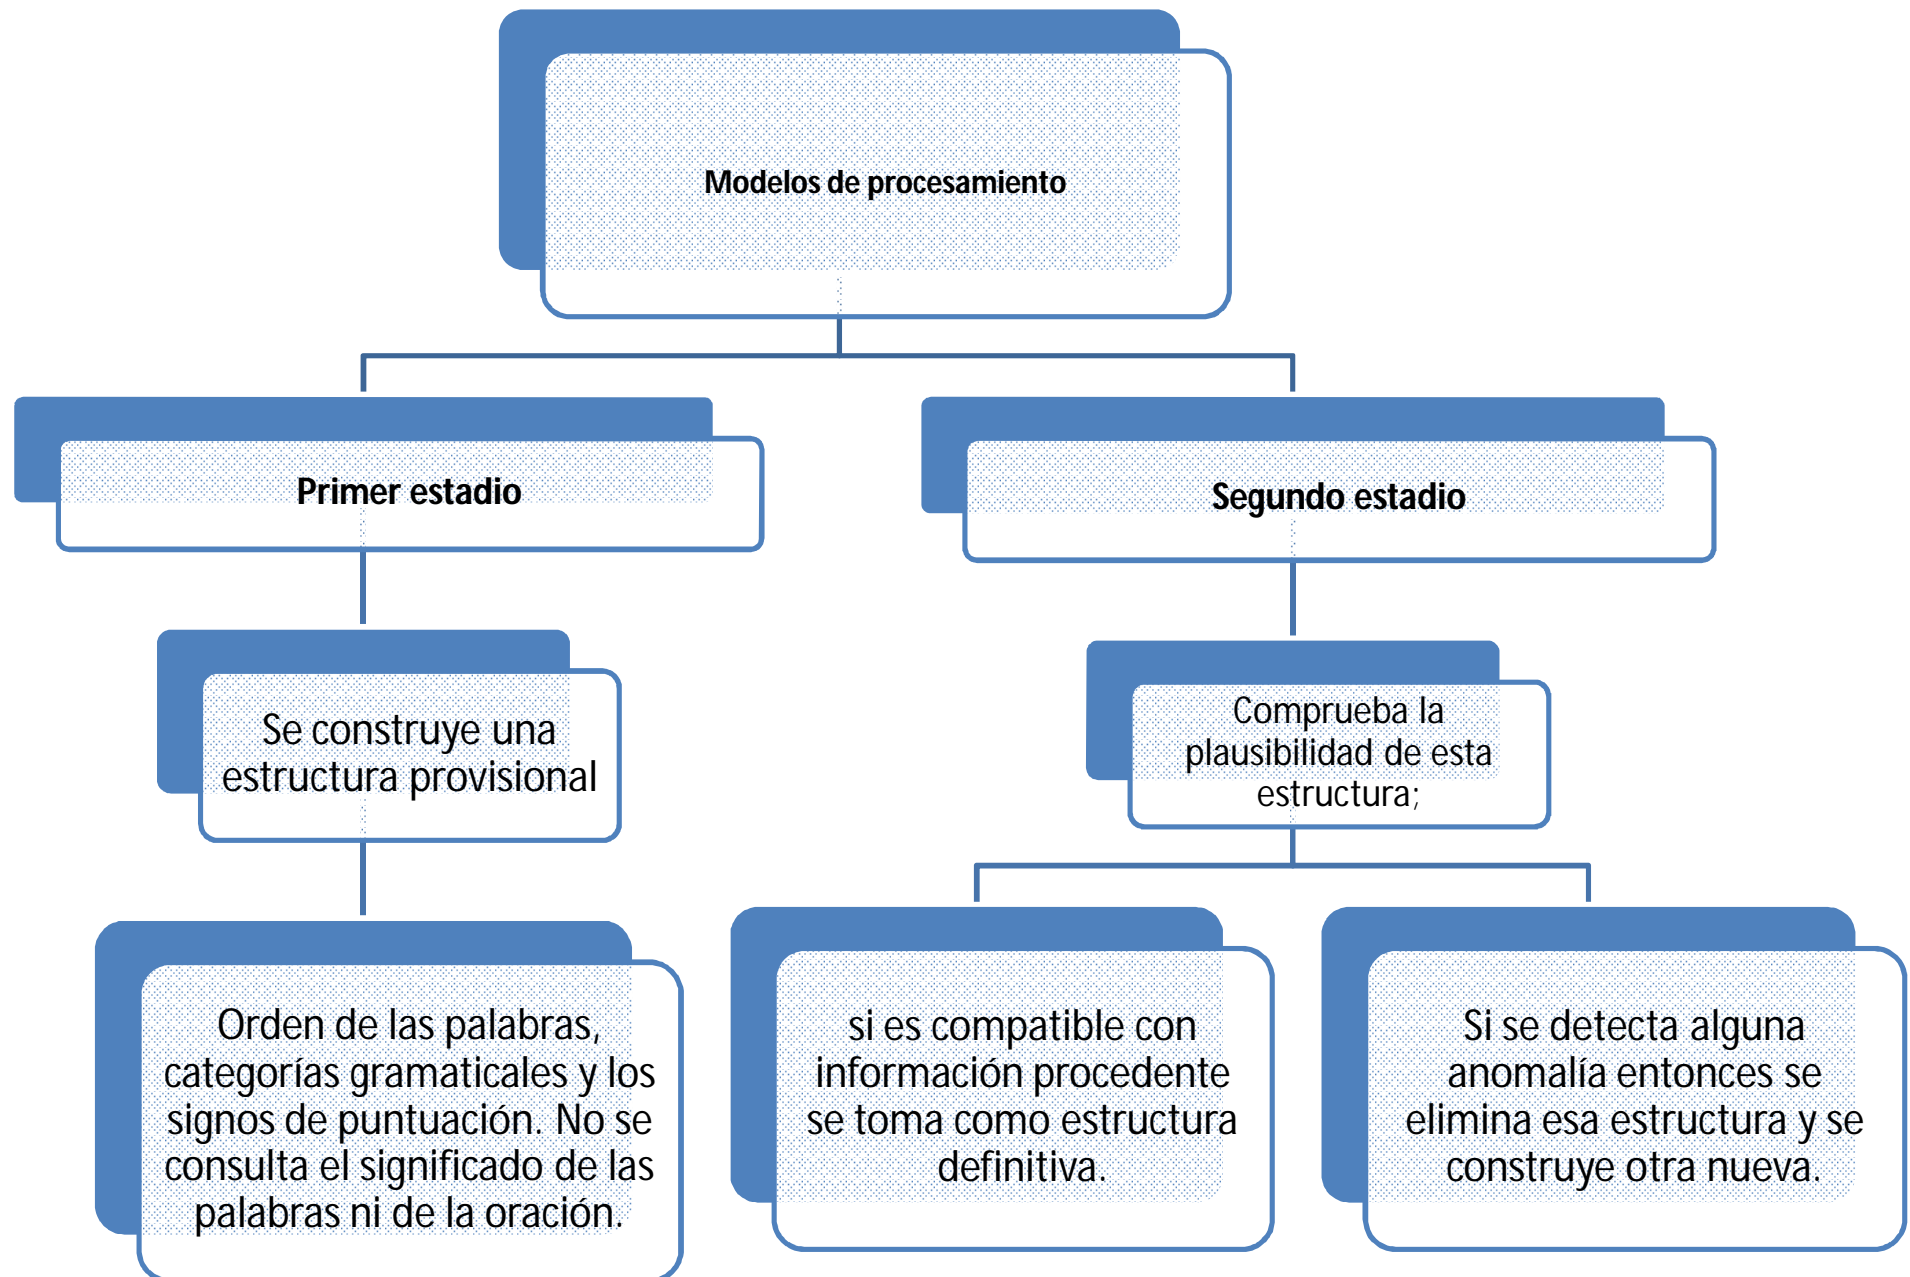 Modelos de procesamiento
Primer estadio
Segundo estadio
Se construye una
estructura provisional
Comprueba la
plausibilidad de esta
estructura;
Orden de las palabras,
categorías gramaticales y los
signos de puntuación. No se
consulta el significado de las
palabras ni de la oración.
si es compatible con
información procedente
se toma como estructura
definitiva.
Si se detecta alguna
anomalía entonces se
elimina esa estructura y se
construye otra nueva.